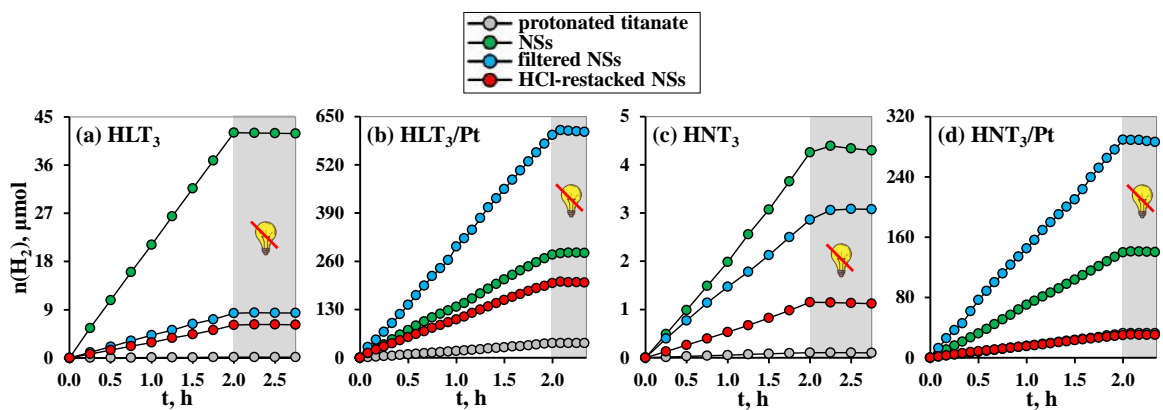 protonated titanate
NSs
filtered NSs
HCl-restacked NSs
(a) HLT3
(b) HLT3/Pt
(c) HNT3
(d) HNT3/Pt
n(H2), μmol
45
36
27
18
9
0
0.0 0.5 1.0 1.5 2.0 2.5
t, h
650
520
390
260
130
0
0.0 0.5 1.0 1.5 2.0
t, h
5
4
3
2
1
0
0.0 0.5 1.0 1.5 2.0 2.5
t, h
320
240
160
80
0
0.0 0.5 1.0 1.5 2.0
t, h